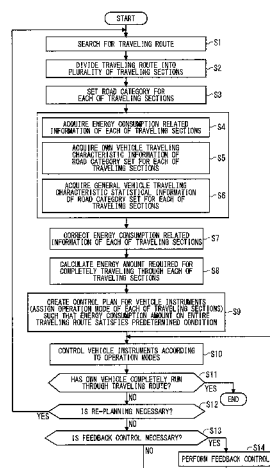 START
SEARCH FOR TRAVELING ROUTE
S1
DIVIDE TRAVELING ROUTE INTO
PLURALITY OF TRAVELING SECTIONS
S2
SET ROAD CATEGORY FOR
EACH OF TRAVELING SECTIONS
S3
ACQUIRE ENERGY CONSUMPTION RELATED
INFORMATION OF EACH OF TRAVELING SECTIONS
S4
ACQUIRE OWN VEHICLE TRAVELING
CHARACTERISTIC INFORMATION OF
ROAD CATEGORY SET FOR EACH OF
TRAVELING SECTIONS
S5
ACQUIRE GENERAL VEHICLE TRAVELING
CHARACTERISTIC STATISTICAL INFORMATION
OF ROAD CATEGORY SET FOR EACH OF
TRAVELING SECTIONS
S6
CORRECT ENERGY CONSUMPTION RELATED
INFORMATION OF EACH OF TRAVELING SECTIONS
S7
CALCULATE ENERGY AMOUNT REQUIRED FOR
COMPLETELY TRAVELING THROUGH EACH OF
SECTIONS
S8
CREATE CONTROL PLAN FOR VEHICLE INSTRUMENTS
(ASSIGN OPERATION MODE OF EACH OF TRAVELING SECTIONS)
SUCH THAT ENERGY CONSUMPTION AMOUNT ON ENTIRE
TRAVELING ROUTE SATISFIES PREDETERMINED CONDITION
S9
CONTROL VEHICLE INSTRUMENTS ACCORDING
TO OPERATION MODES
S10
HAS OWN VEHICLE COMPLETELY RUN
THROUGH TRAVELING ROUTE?
S11
YES
END
NO
IS RE-PLANNING NECESSARY?
S12
YES
NO
IS FEEDBACK CONTROL NECESSARY?
S13
YES
NO
S14
PERFORM FEEDBACK CONTROL